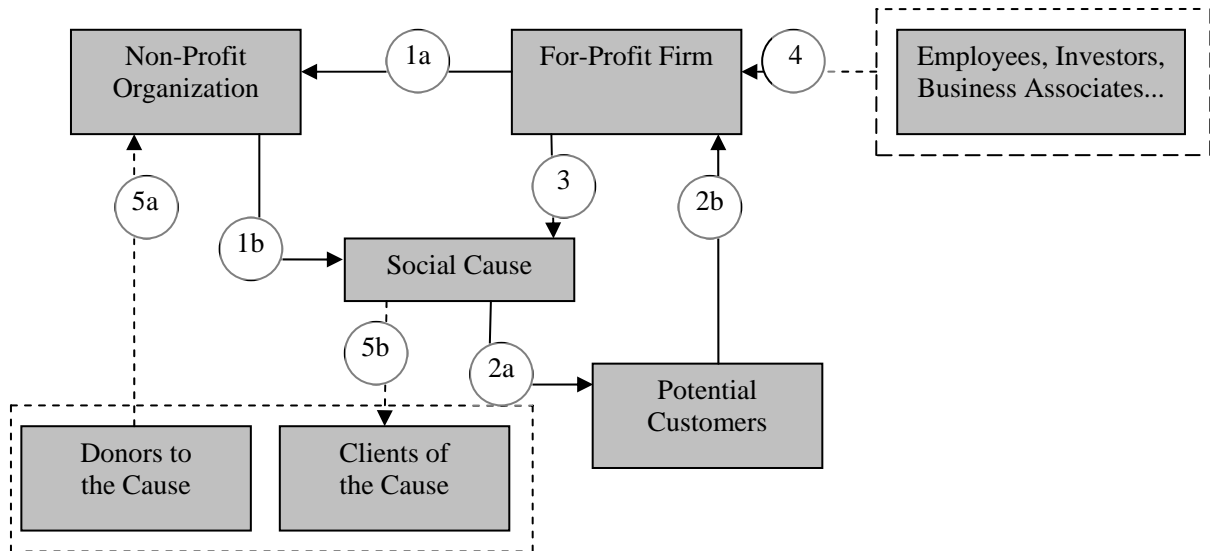 Non-Profit
Organization
1a
For-Profit Firm
4
Employees, Investors,
Business Associates...
5a
1b
3
2b
Social Cause
5b
2a
Potential
Customers
Donors to
the Cause
Clients of
the Cause